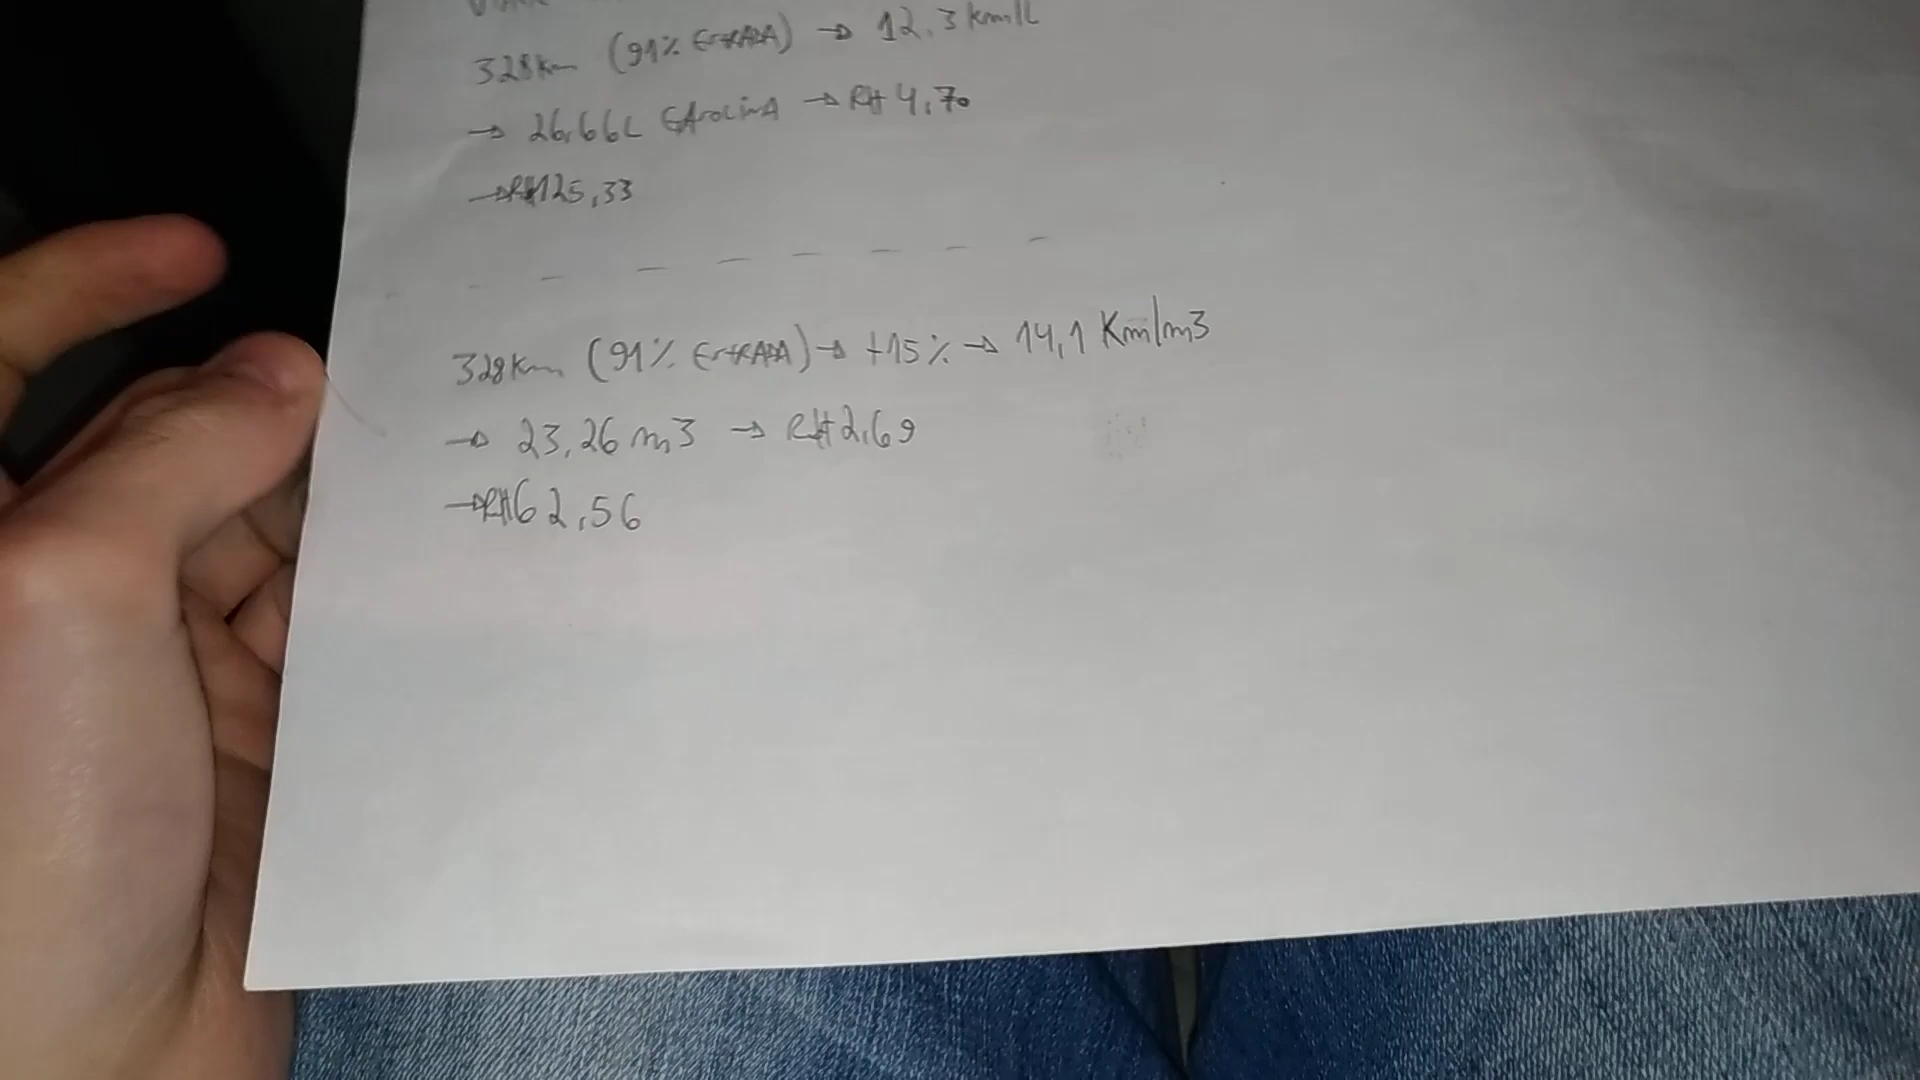 328km (91% EstRADA) → 12,3 km/L
→ 26,66L GAsoLinA → R$ 4,70
→R$125,33
328Km (91% EstRADA) → +15% → 14,1 Km/m3
→ 23,26 m3 → R$ 2,69
→R$62,56